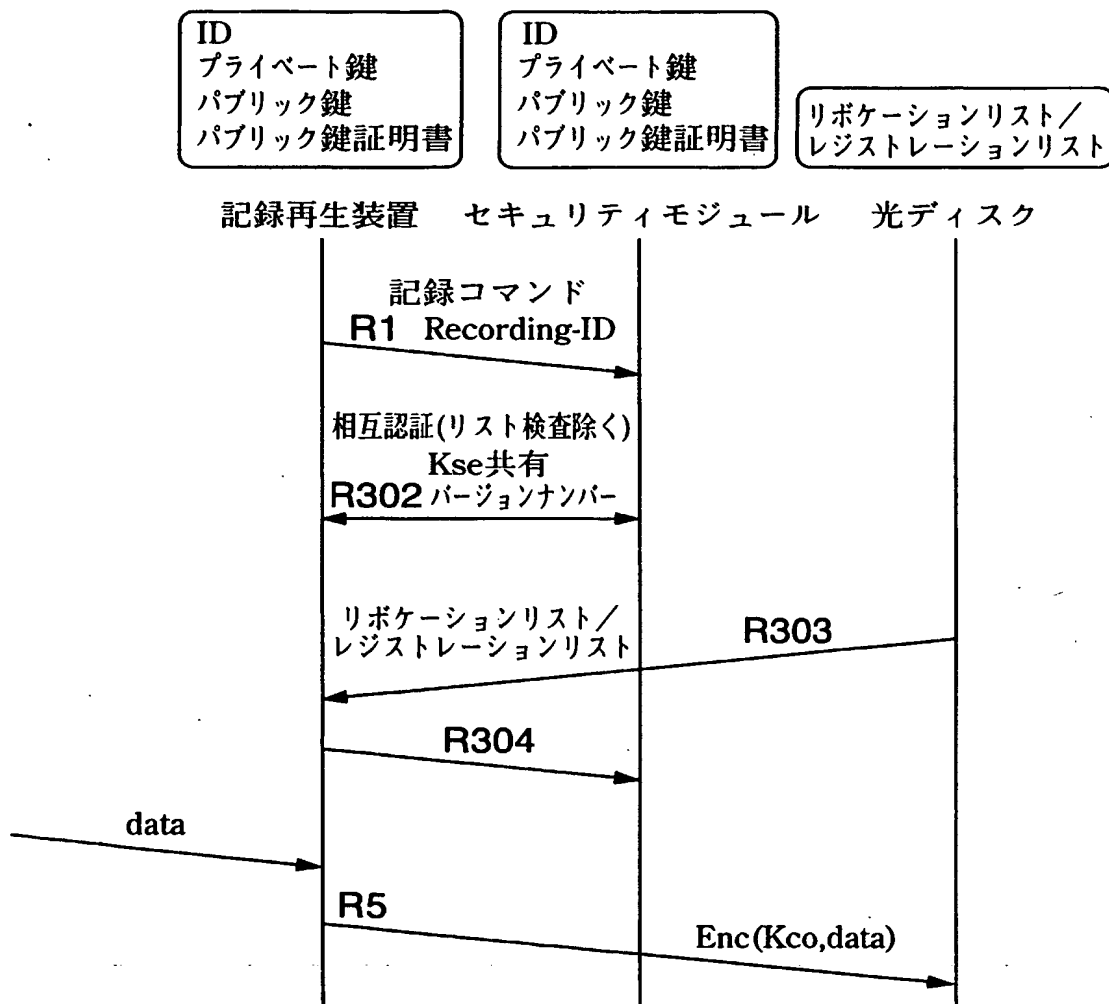 ID
プライベート鍵
パブリック鍵
パブリック鍵証明書
ID
プライベート鍵
パブリック鍵
パブリック鍵証明書
リボケーションリスト／
レジストレーションリスト
記録再生装置 セキュリティモジュール 光ディスク
記録コマンド
R1 Recording-ID
相互認証(リスト検査除く)
Kse共有
R302 バージョンナンバー
リボケーションリスト／
レジストレーションリスト
R303
R304
data
R5
Enc(Kco,data)